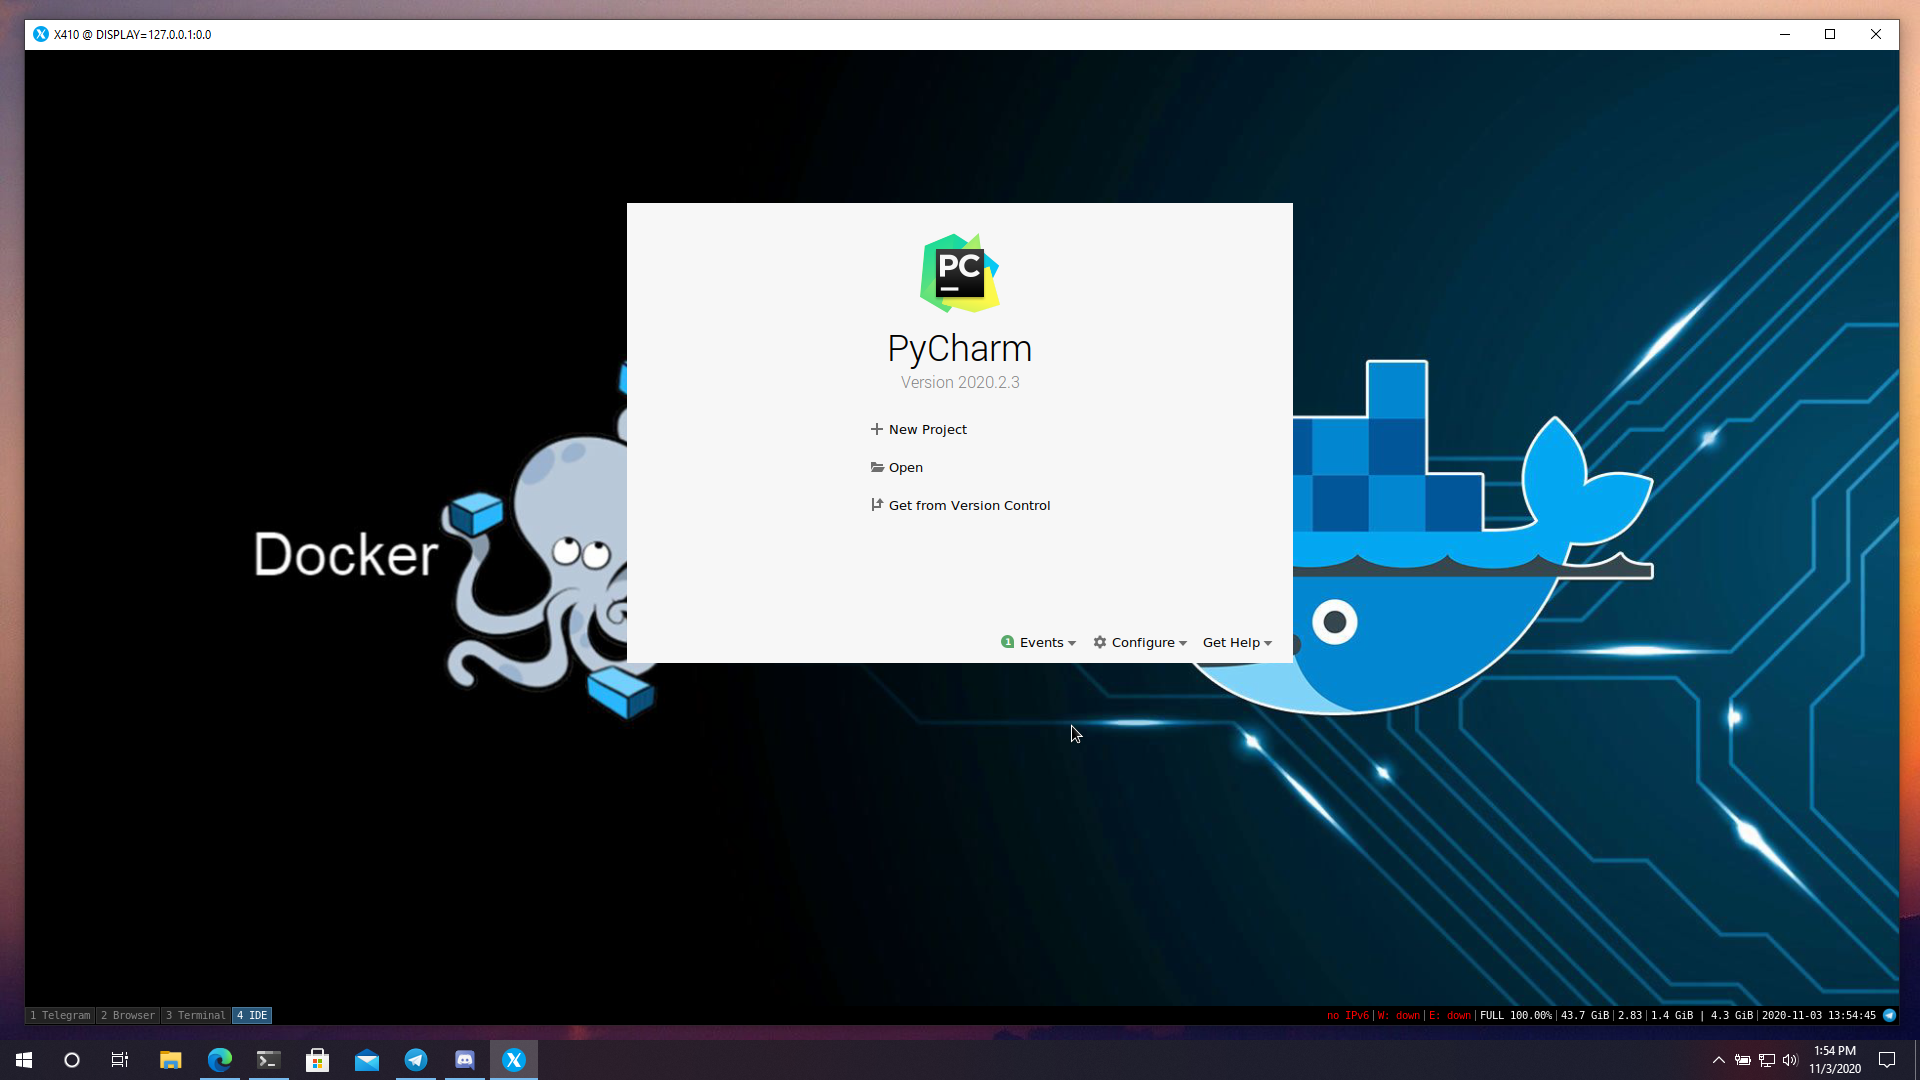 X410 @ DISPLAY=127.0.0.1:0.0
PC
PyCharm
Version 2020.2.3
New Project
Open
Get from Version Control
Docker
1 Events
Configure
Get Help
1 Telegram
2 Browser
3 Terminal
4 IDE
no IPv6|W: down|E: down|FULL 100.00%|43.7 GiB|2.83|1.4 GiB | 4.3 GiB|2020-11-03 13:54:45
1:54 PM
11/3/2020